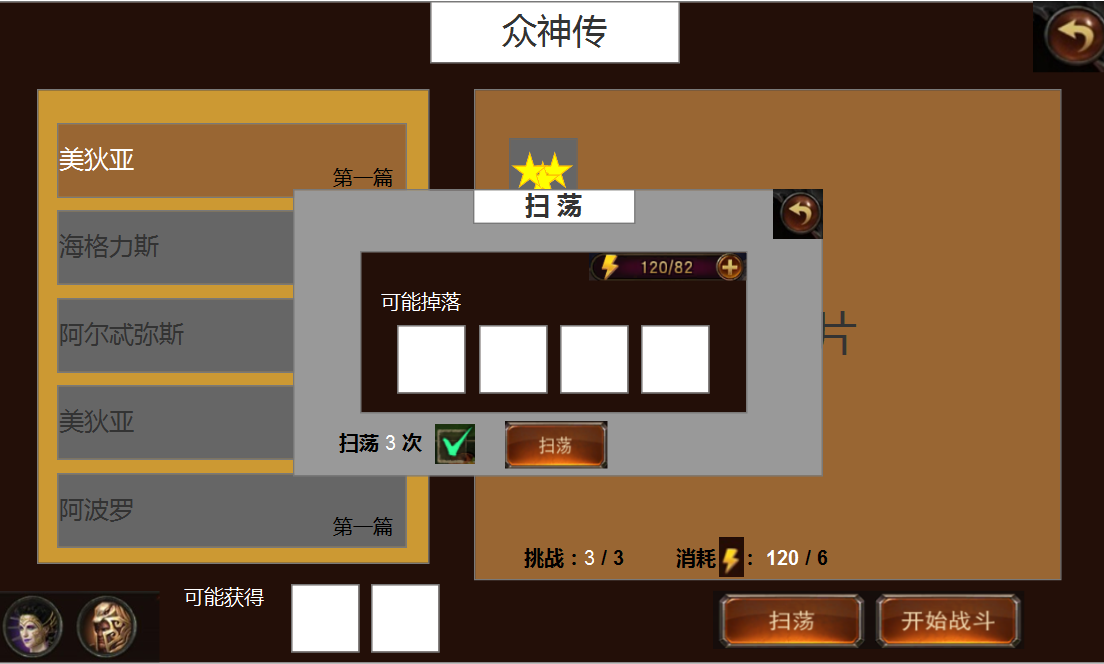 众神传
美狄亚
第一篇
海格力斯
阿尔忒弥斯
美狄亚
阿波罗
第一篇
片
扫 荡
120/82
可能掉落
扫荡 3 次
扫荡
挑战：3 / 3
消耗 ： 120 / 6
可能获得
扫荡
开始战斗